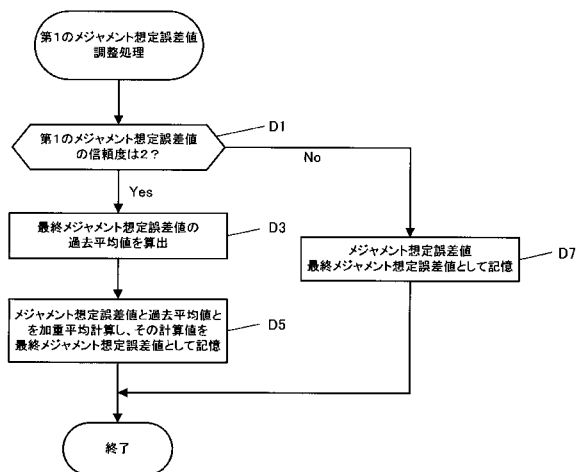 第1のメジャメント想定誤差値
調整処理
第1のメジャメント想定誤差値
の信頼度は2?
D1
No
Yes
最終メジャメント想定誤差値の
過去平均値を算出
D3
メジャメント想定誤差値
最終メジャメント想定誤差値として記憶
D7
メジャメント想定誤差値と過去平均値と
を加重平均計算し、その計算値を
最終メジャメント想定誤差値として記憶
D5
終了